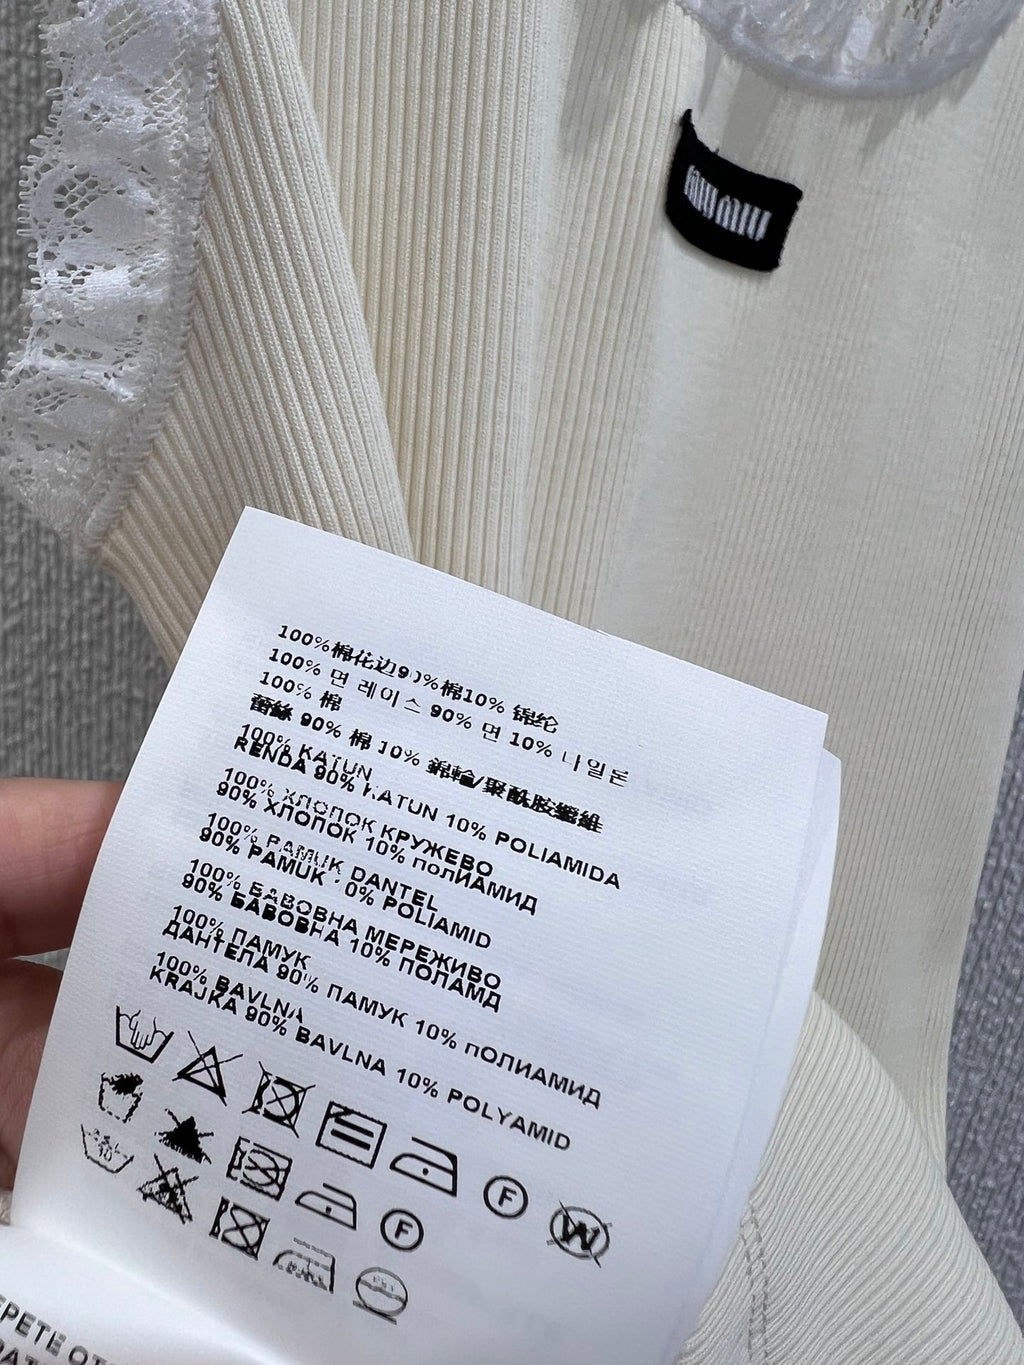 MIU MIU
100%棉花边90%棉10% 锦纶
100% 면 레이스 90% 면 10% 나일론
100% 棉
蕾絲 90% 棉 10% 錦輪/聚酰胺纖維
100% KATUN
RENDA 90% KATUN 10% POLIAMIDA
100% ХЛОПОК КРУЖЕВО
90% ХЛОПОК 10% ПОЛИАМИД
100% PAMUK DANTEL
90% PAMUK 10% POLIAMID
100% БАВОВНА МЕРЕЖИВО
90% БАВОВНА 10% ПОЛАМД
100% ПАМУК
ДАНТЕЛА 90% ПАМУК 10% ПОЛИАМИД
100% BAVLNA
KRAJKA 90% BAVLNA 10% POLYAMID
F
W
F